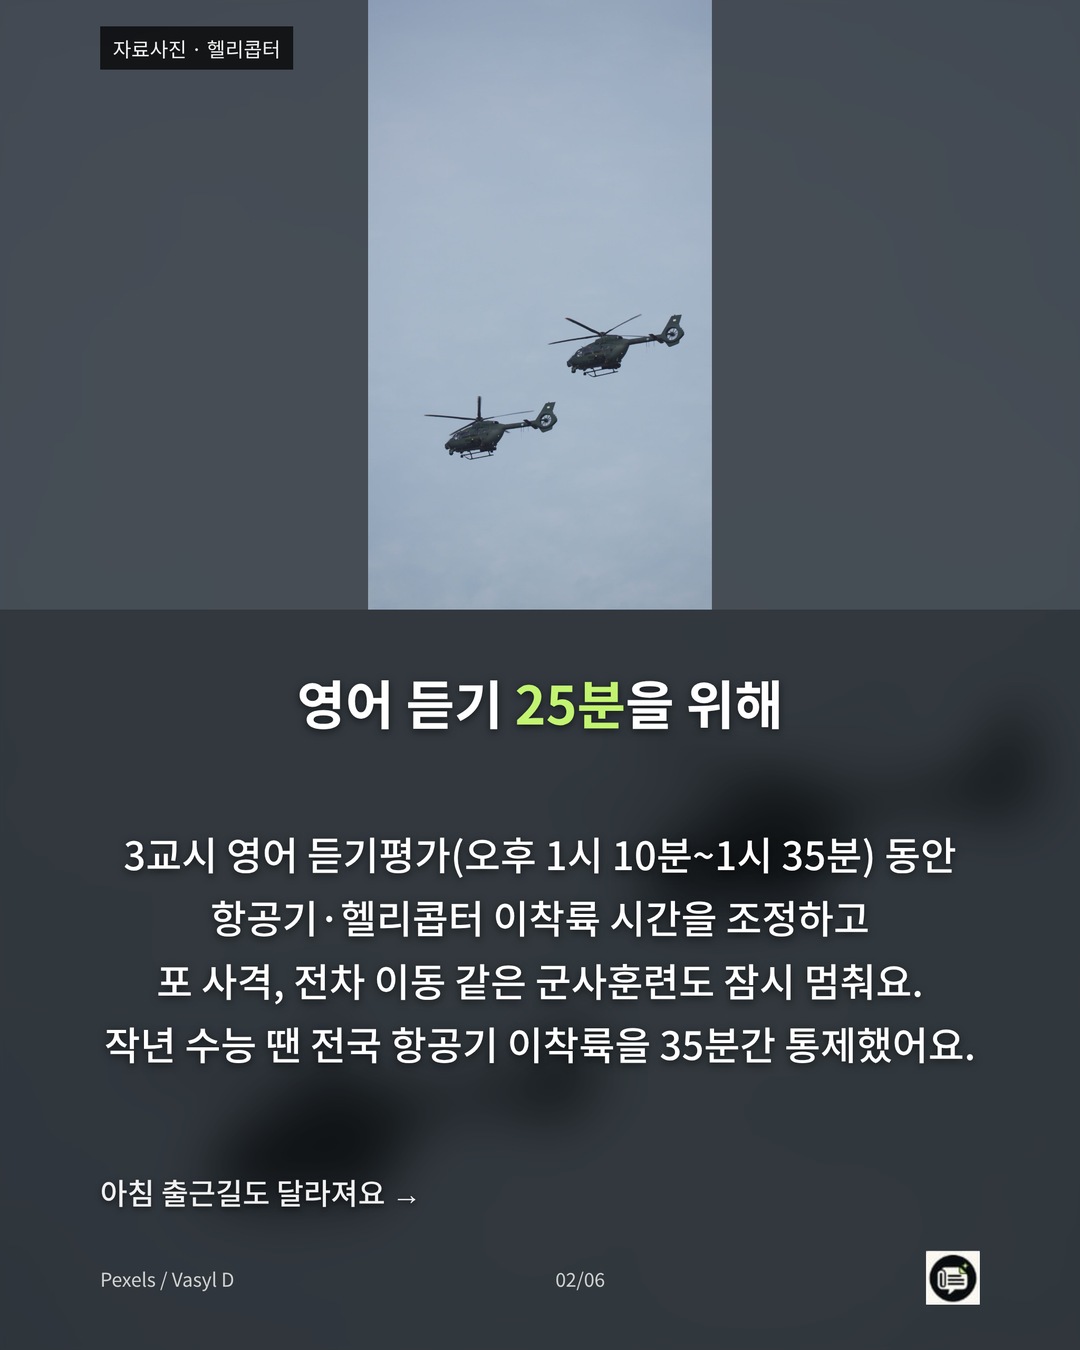 자료사진 · 헬리콥터
영어 듣기 25분을 위해
3교시 영어 듣기평가(오후 1시 10분~1시 35분) 동안
항공기·헬리콥터 이착륙 시간을 조정하고
포 사격, 전차 이동 같은 군사훈련도 잠시 멈춰요.
작년 수능 땐 전국 항공기 이착륙을 35분간 통제했어요.
아침 출근길도 달라져요 →
Pexels / Vasyl D
02/06